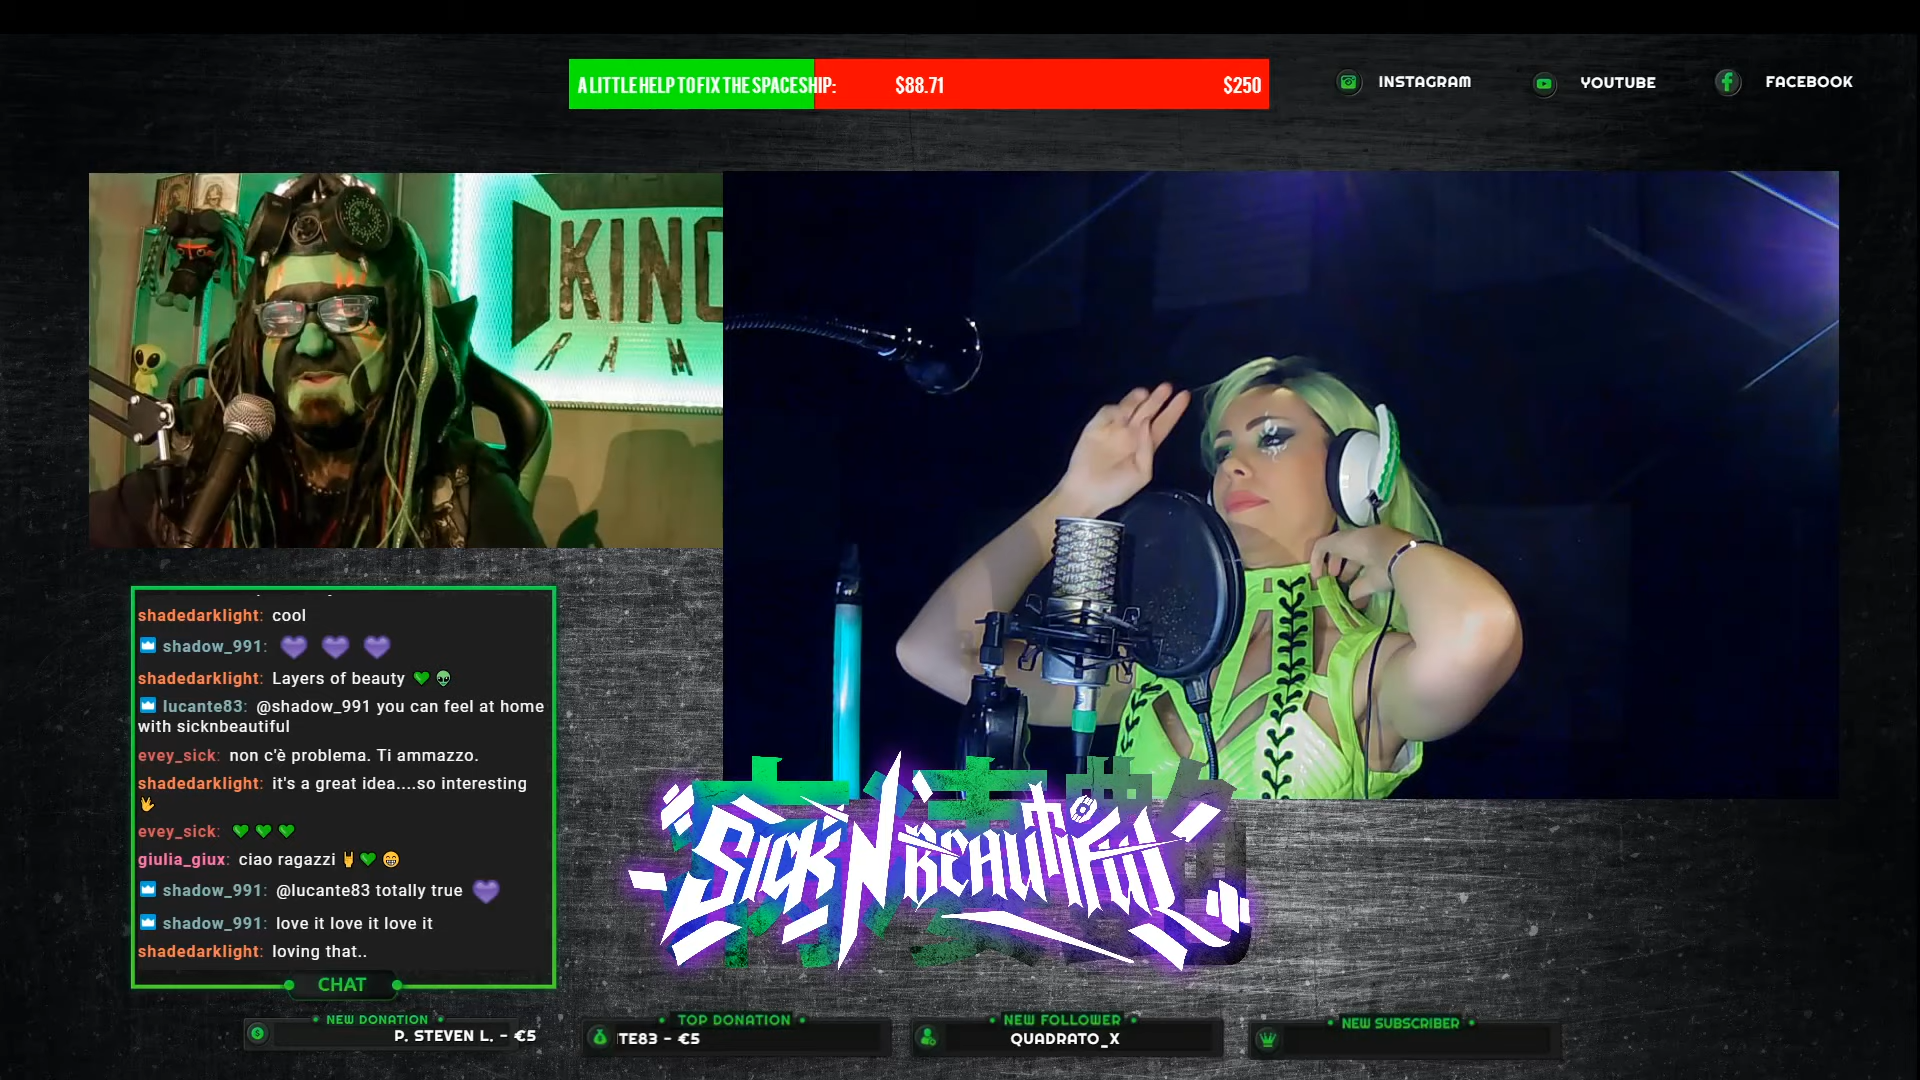 A LITTLE HELP TO FIX THE SPACESHIP: $88.71 $250
INSTAGRAM
YOUTUBE
FACEBOOK
KING
RAM
shadedarklight: cool
shadow_991: 💜 💜 💜
shadedarklight: Layers of beauty 💚 👽
lucante83: @shadow_991 you can feel at home
with sicknbeautiful
evey_sick: non c'è problema. Ti ammazzo.
shadedarklight: it's a great idea....so interesting
🖖
evey_sick: 💚 💚 💚
giulia_giux: ciao ragazzi 🤘 💚 😁
shadow_991: @lucante83 totally true 💜
shadow_991: love it love it love it
shadedarklight: loving that..
CHAT
SICK N BEAUTIFUL
NEW DONATION
P. STEVEN L. - €5
TOP DONATION
TE83 - €5
NEW FOLLOWER
QUADRATO_X
NEW SUBSCRIBER